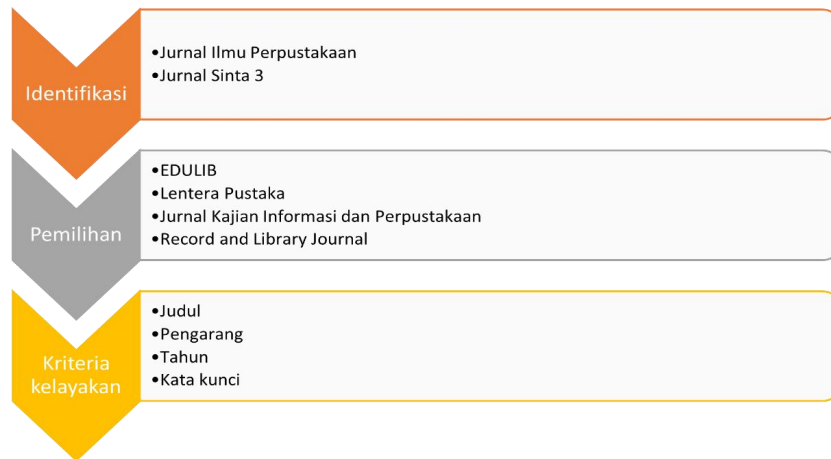 Identifikasi
•Jurnal Ilmu Perpustakaan
•Jurnal Sinta 3
Pemilihan
•EDULIB
•Lentera Pustaka
•Jurnal Kajian Informasi dan Perpustakaan
•Record and Library Journal
Kriteria
kelayakan
•Judul
•Pengarang
•Tahun
•Kata kunci